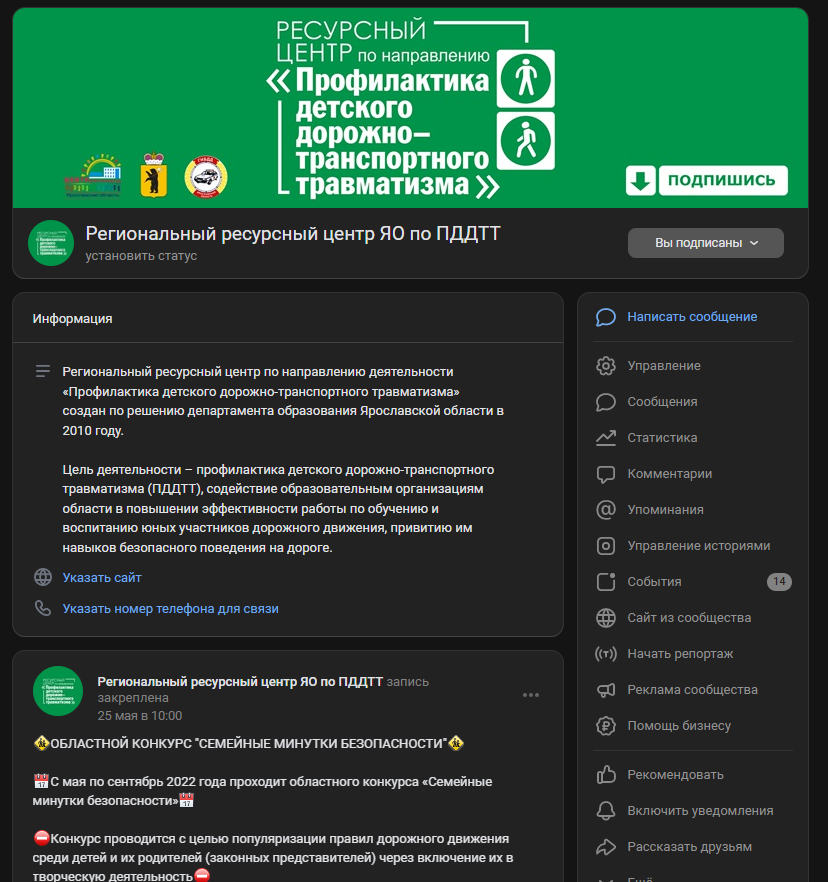 РЕСУРСНЫЙ
ЦЕНТР по направлению
«Профилактика
детского
дорожно–
транспортного
травматизма»
ПОДПИШИСЬ
Региональный ресурсный центр ЯО по ПДДТТ
установить статус
Вы подписаны
Информация
Региональный ресурсный центр по направлению деятельности
«Профилактика детского дорожно-транспортного травматизма»
создан по решению департамента образования Ярославской области в
2010 году.
Цель деятельности – профилактика детского дорожно-транспортного
травматизма (ПДДТТ), содействие образовательным организациям
области в повышении эффективности работы по обучению и
воспитанию юных участников дорожного движения, привитию им
навыков безопасного поведения на дороге.
Указать сайт
Указать номер телефона для связи
Региональный ресурсный центр ЯО по ПДДТТ запись
закреплена
25 мая в 10:00
ОБЛАСТНОЙ КОНКУРС "СЕМЕЙНЫЕ МИНУТКИ БЕЗОПАСНОСТИ"
С мая по сентябрь 2022 года проходит областного конкурса «Семейные
минутки безопасности»
Конкурс проводится с целью популяризации правил дорожного движения
среди детей и их родителей (законных представителей) через включение их в
творческую деятельность
Написать сообщение
Управление
Сообщения
Статистика
Комментарии
Упоминания
Управление историями
События 14
Сайт из сообщества
Начать репортаж
Реклама сообщества
Помощь бизнесу
Рекомендовать
Включить уведомления
Рассказать друзьям
Ещё